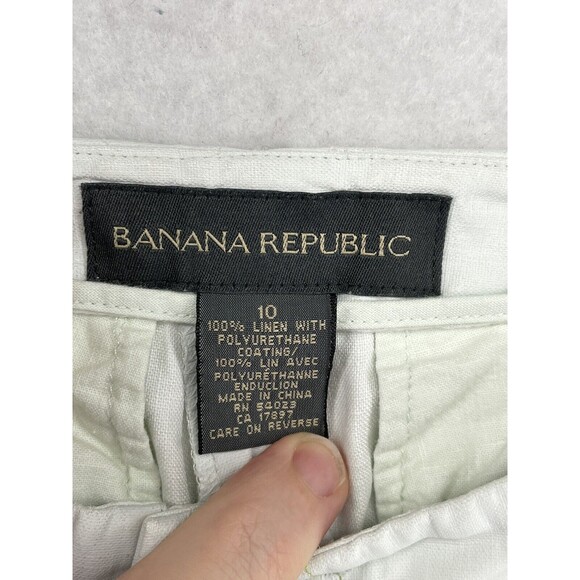 BANANA REPUBLIC
10
100% LINEN WITH
POLYURETHANE
COATING/
100% LIN AVEC
POLYURÉTHANNE
ENDUCLION
MADE IN CHINA
RN 54023
CA 17897
CARE ON REVERSE